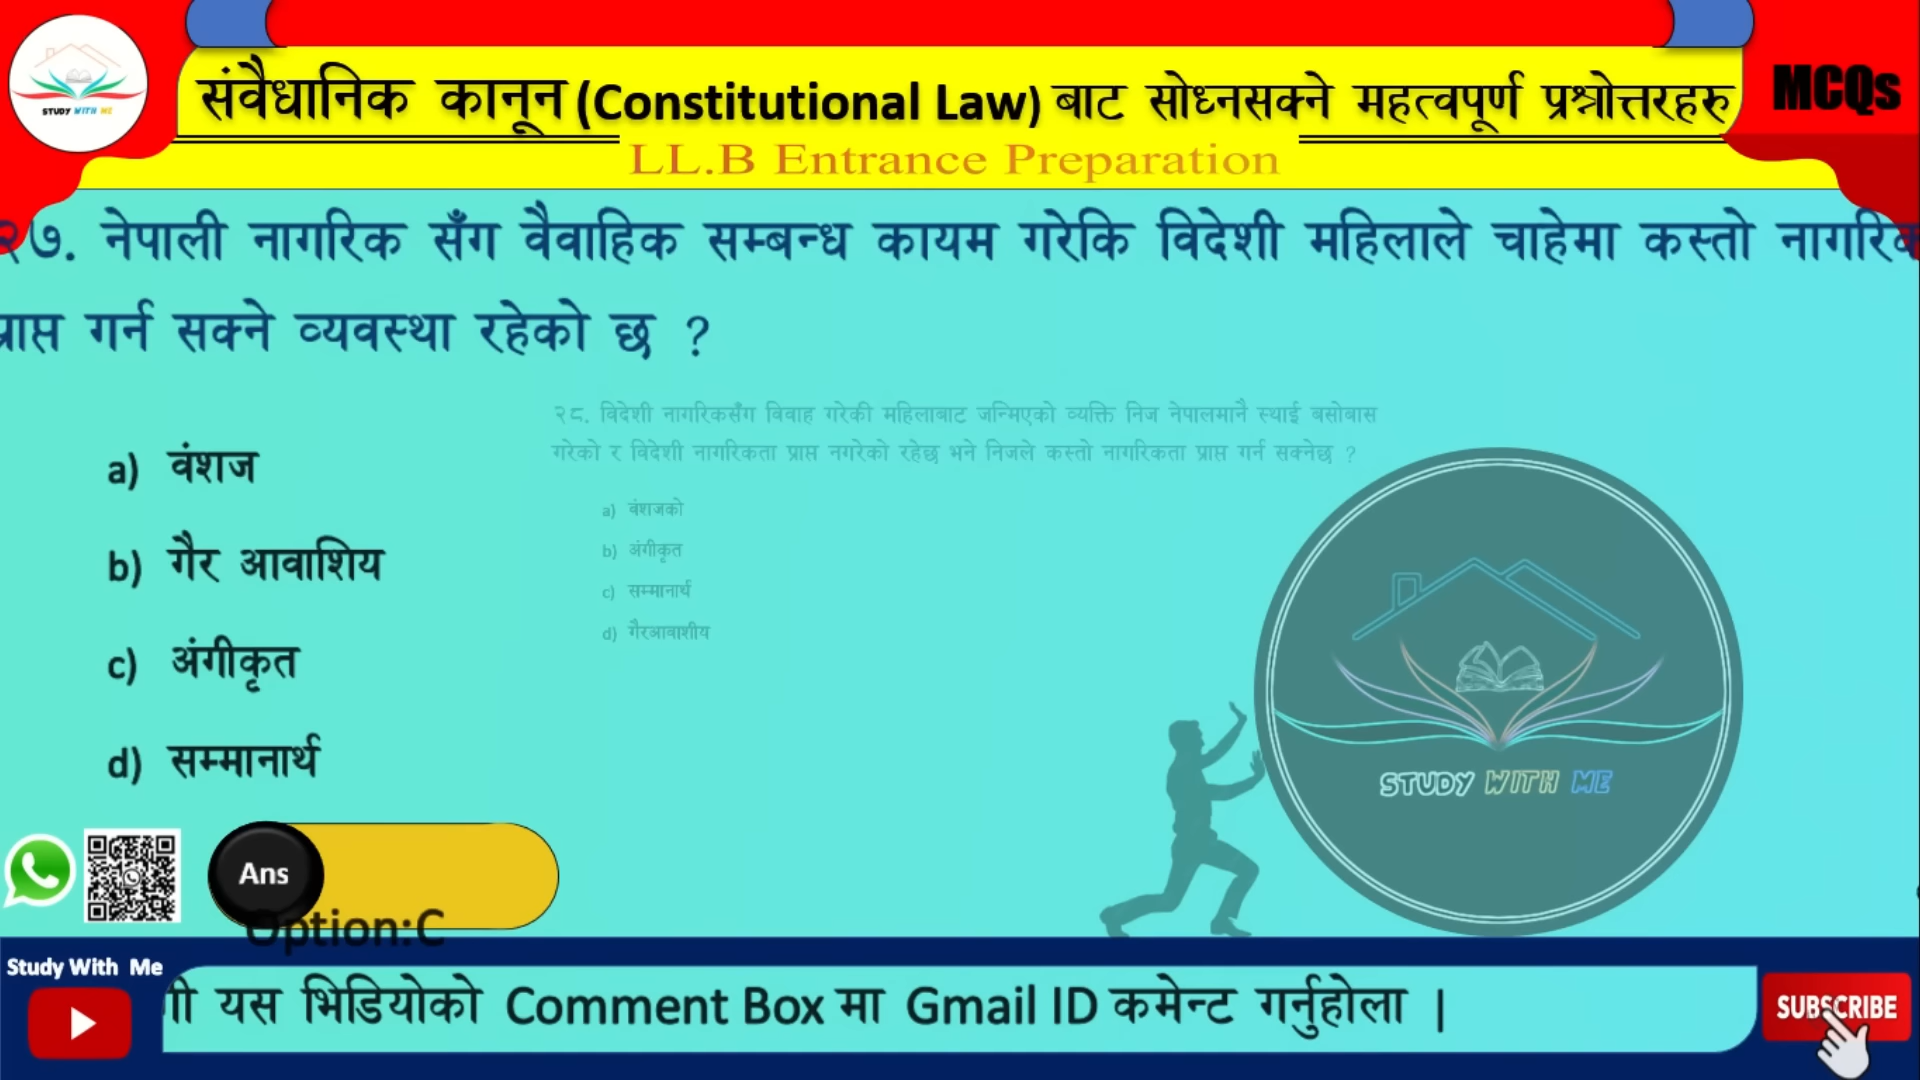 STUDY WITH ME
संवैधानिक कानून (Constitutional Law) बाट सोध्नसक्ने महत्वपूर्ण प्रश्नोत्तरहरु
MCQs
LL.B Entrance Preparation
२७. नेपाली नागरिक सँग वैवाहिक सम्बन्ध कायम गरेकि विदेशी महिलाले चाहेमा कस्तो नागरिक
प्राप्त गर्न सक्ने व्यवस्था रहेको छ ?
a) वंशज
b) गैर आवाशिय
c) अंगीकृत
d) सम्मानार्थ
२८. विदेशी नागरिकसँग विवाह गरेकी महिलाबाट जन्मिएको व्यक्ति निज नेपालमानै स्थाई बसोबास
गरेको र विदेशी नागरिकता प्राप्त नगरेको रहेछ भने निजले कस्तो नागरिकता प्राप्त गर्न सक्नेछ ?
a) वंशजको
b) अंगीकृत
c) सम्मानार्थ
d) गैरआवाशीय
STUDY WITH ME
Ans
Option:C
Study With Me
गी यस भिडियोको Comment Box मा Gmail ID कमेन्ट गर्नुहोला |
SUBSCRIBE